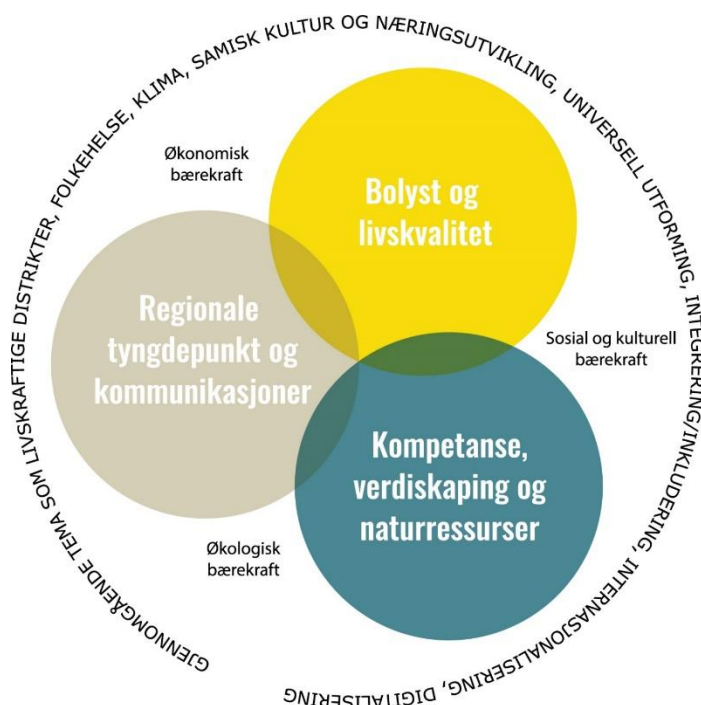 GJENNOMGÅENDE TEMA SOM LIVSKRAFTIGE DISTRIKTER, FOLKEHELSE, KLIMA, SAMISK KULTUR OG NÆRINGSUTVIKLING, UNIVERSELL UTFORMING, INTEGRERING/INKLUDERING, INTERNASJONALISERING, DIGITALISERING
Økonomisk
bærekraft
Bolyst og
livskvalitet
Regionale
tyngdepunkt og
kommunikasjoner
Sosial og kulturell
bærekraft
Kompetanse,
verdiskaping og
naturressurser
Økologisk
bærekraft